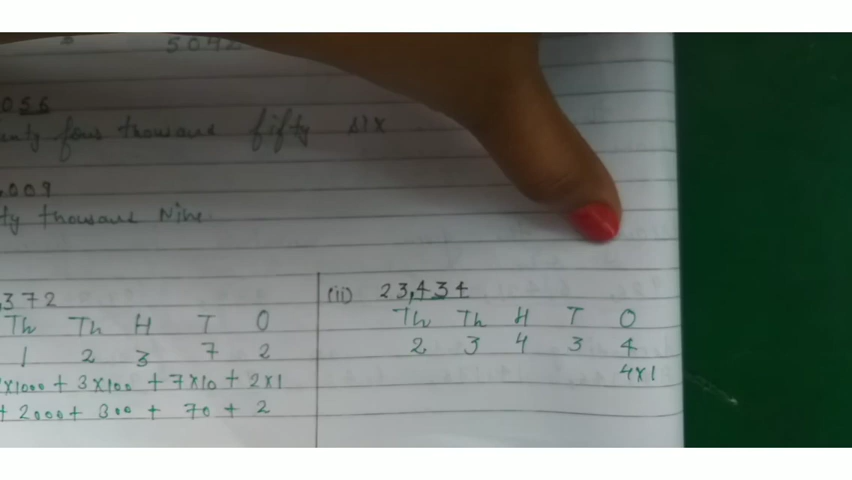 5042
056
four thousand fifty six
009
ty thousand Nine.
,372
Th Th H T O
1 2 3 7 2
x1000 + 3x100 + 7x10 + 2x1
+ 2000 + 300 + 70 + 2
(ii) 23,434
Th Th H T O
2 3 4 3 4
4x1